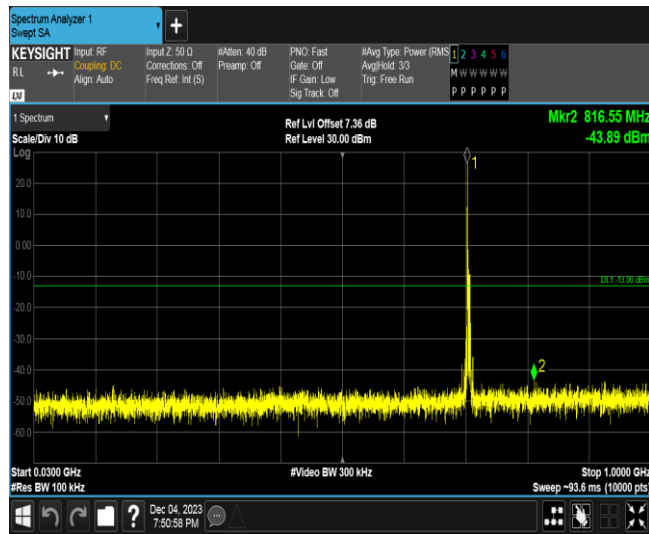 Spectrum Analyzer 1
Swept SA
+
KEYSIGHT Input: RF Input Z: 50 Ω #Atten: 40 dB PNO: Fast #Avg Type: Power (RMS 1 2 3 4 5 6
RL Coupling: DC Corrections: Off Preamp: Off Gate: Off Avg|Hold: 3/3 M W W W W W
Align: Auto Freq Ref: Int (S) IF Gain: Low Trig: Free Run
LXI Sig Track: Off P P P P P P
1 Spectrum Ref Lvl Offset 7.36 dB Mkr2 816.55 MHz
Scale/Div 10 dB Ref Level 30.00 dBm -43.89 dBm
Log
1
20.0
10.0
0.00
-10.0
DL1 -13.00 dBm
-20.0
-30.0
-40.0
2
-50.0
-60.0
Start 0.0300 GHz #Video BW 300 kHz Stop 1.0000 GHz
#Res BW 100 kHz Sweep ~93.6 ms (10000 pts)
? Dec 04, 2023
7:50:58 PM